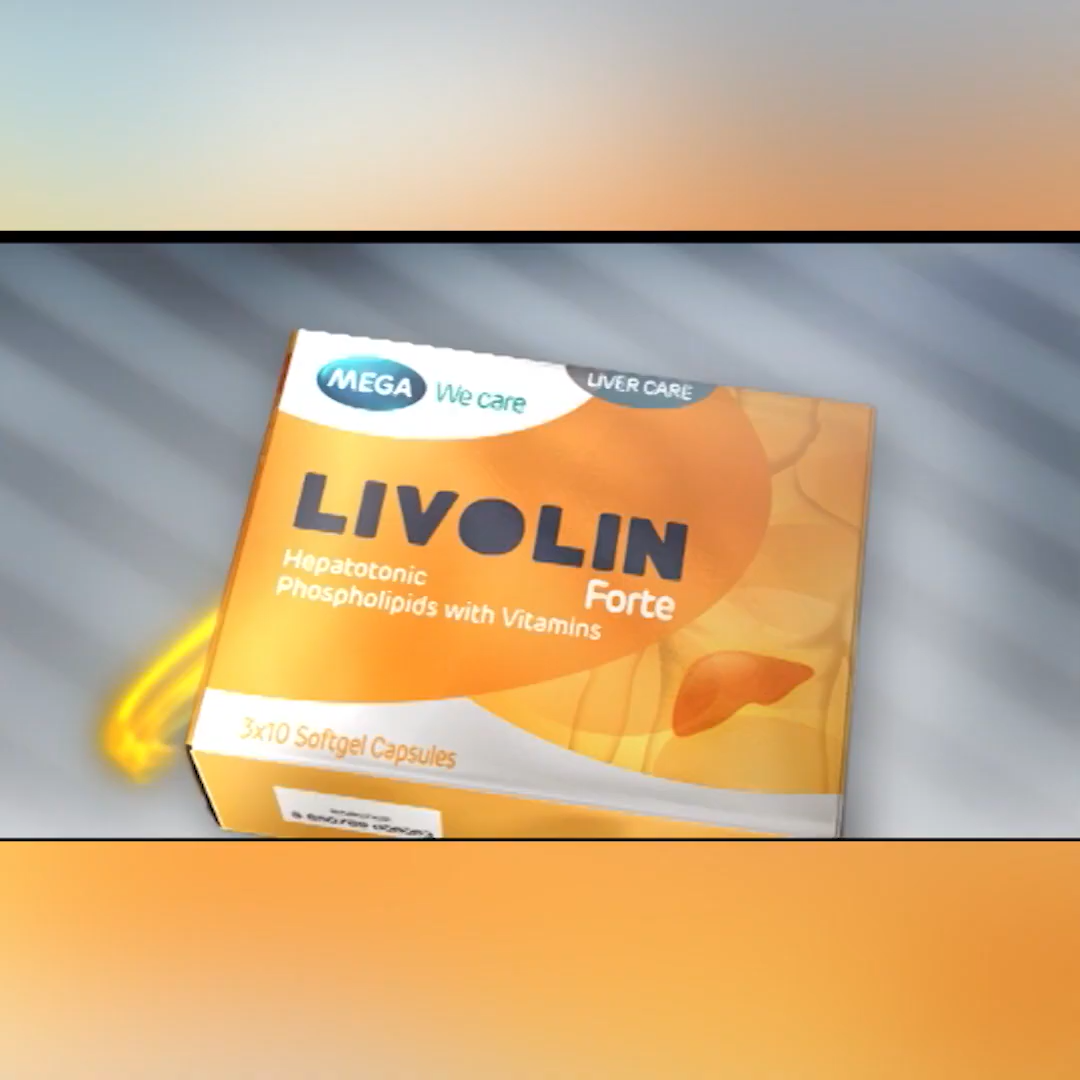 MEGA We care
LIVER CARE
LIVOLIN
Forte
Hepatotonic
Phospholipids with Vitamins
3x10 Softgel Capsules